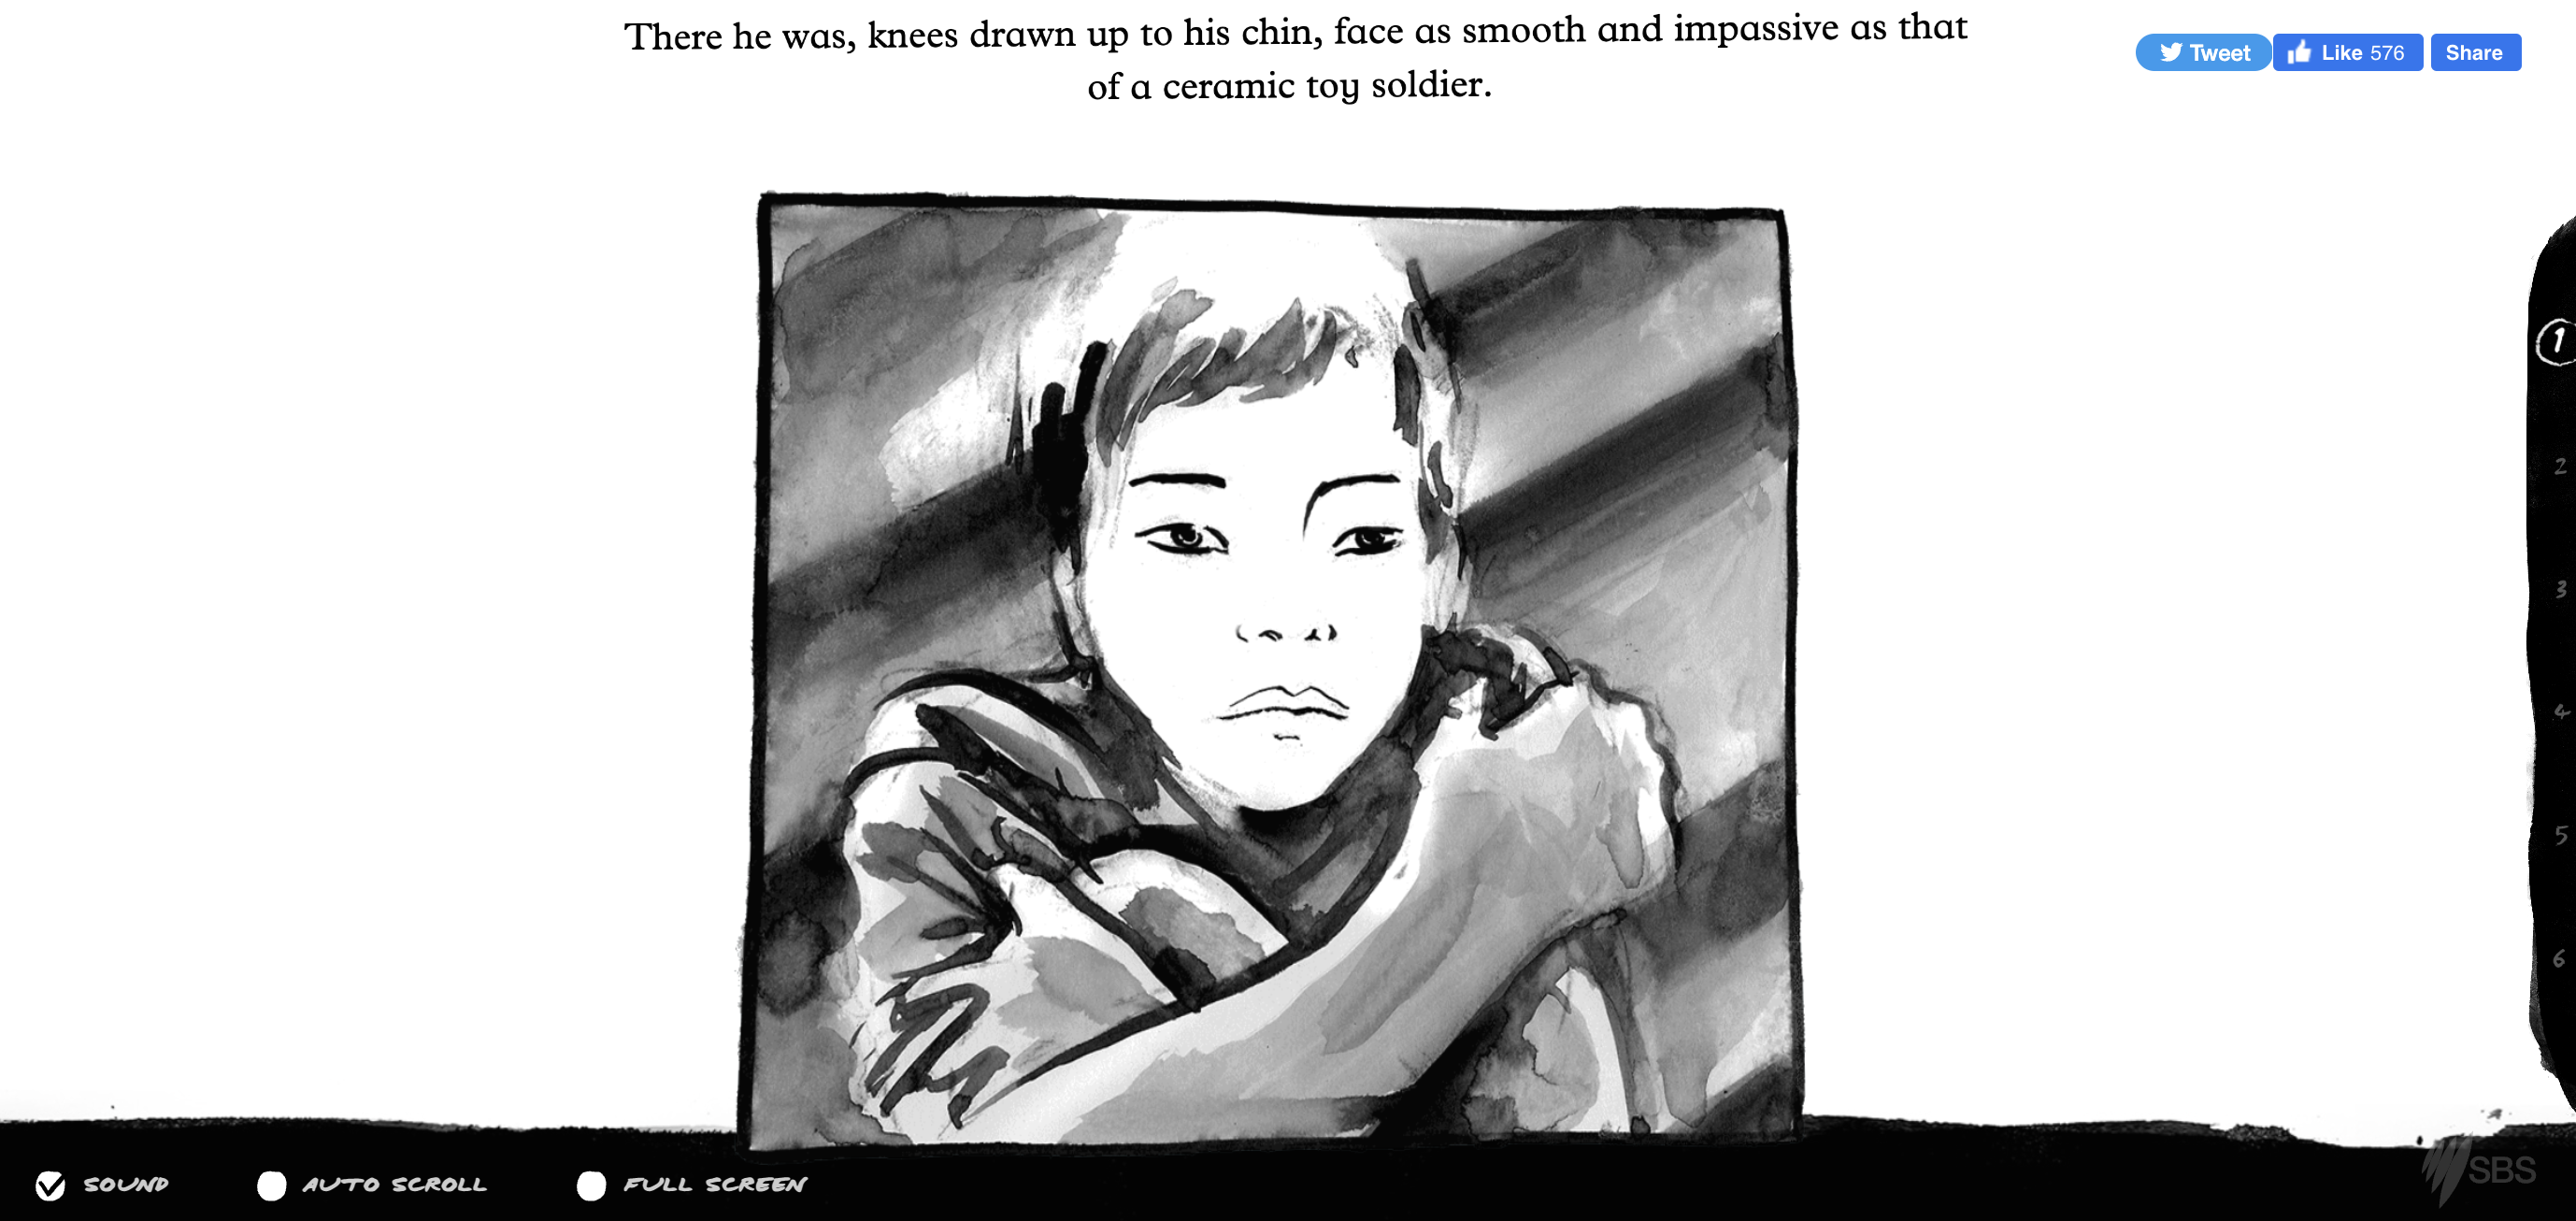 There he was, knees drawn up to his chin, face as smooth and impassive as that
of a ceramic toy soldier.
Tweet
Like 576
Share
1
2
3
4
5
6
SOUND
AUTO SCROLL
FULL SCREEN
SBS